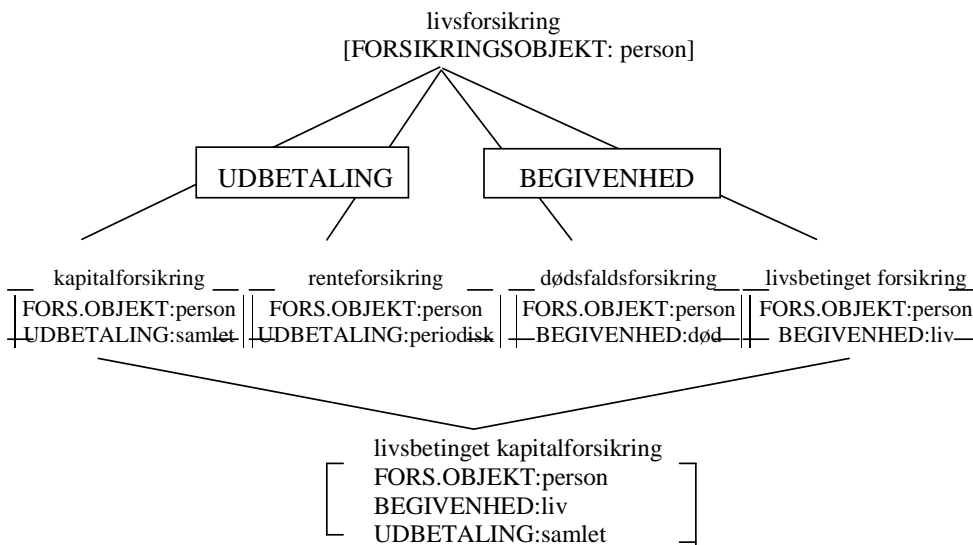 livsforsikring
[FORSIKRINGSOBJEKT: person]
UDBETALING
BEGIVENHED
kapitalforsikring
FORS.OBJEKT:person
UDBETALING:samlet
renteforsikring
FORS.OBJEKT:person
UDBETALING:periodisk
dødsfaldsforsikring
FORS.OBJEKT:person
BEGIVENHED:død
livsbetinget forsikring
FORS.OBJEKT:person
BEGIVENHED:liv
livsbetinget kapitalforsikring
FORS.OBJEKT:person
BEGIVENHED:liv
UDBETALING:samlet